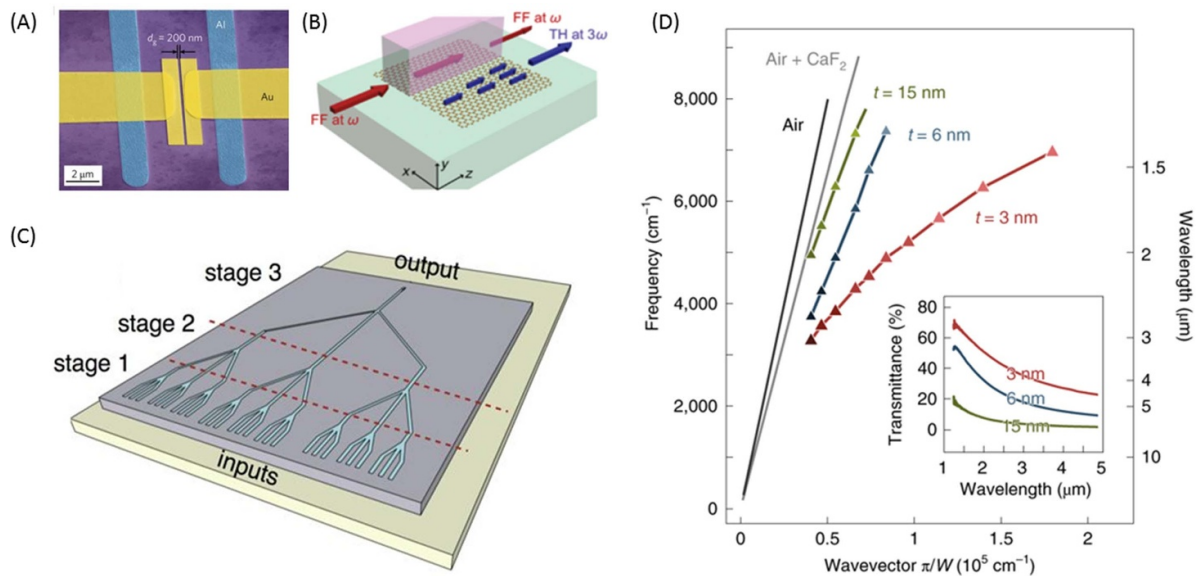 (A)
Al
d_g = 200 nm
Au
2 μm
(B)
FF at ω
TH at 3ω
FF at ω
x
y
z
(C)
stage 3
output
stage 2
stage 1
inputs
(D)
Air + CaF₂
t = 15 nm
8,000
Air
t = 6 nm
1.5
6,000
t = 3 nm
2
4,000
3
4
5
2,000
10
0
Frequency (cm⁻¹)
Wavelength (μm)
80
60
40
20
0
Transmittance (%)
3 nm
6 nm
15 nm
1 2 3 4 5
Wavelength (μm)
0 0.5 1 1.5 2
Wavevector π/W (10⁵ cm⁻¹)